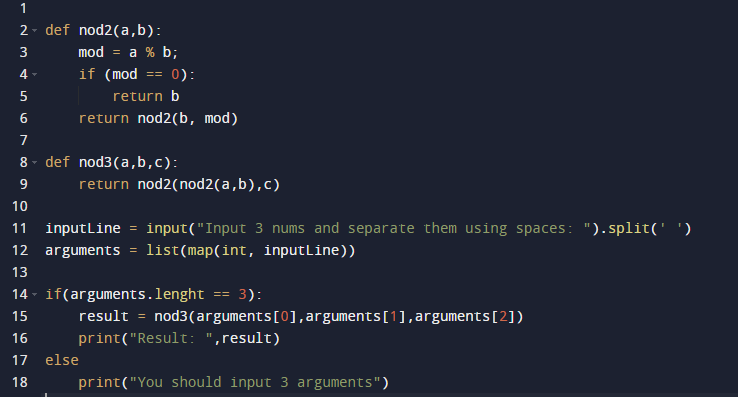 1
2 def nod2(a,b):
3     mod = a % b;
4     if (mod == 0):
5         return b
6     return nod2(b, mod)
7
8 def nod3(a,b,c):
9     return nod2(nod2(a,b),c)
10
11 inputLine = input("Input 3 nums and separate them using spaces: ").split(' ')
12 arguments = list(map(int, inputLine))
13
14 if(arguments.lenght == 3):
15     result = nod3(arguments[0],arguments[1],arguments[2])
16     print("Result: ",result)
17 else
18     print("You should input 3 arguments")